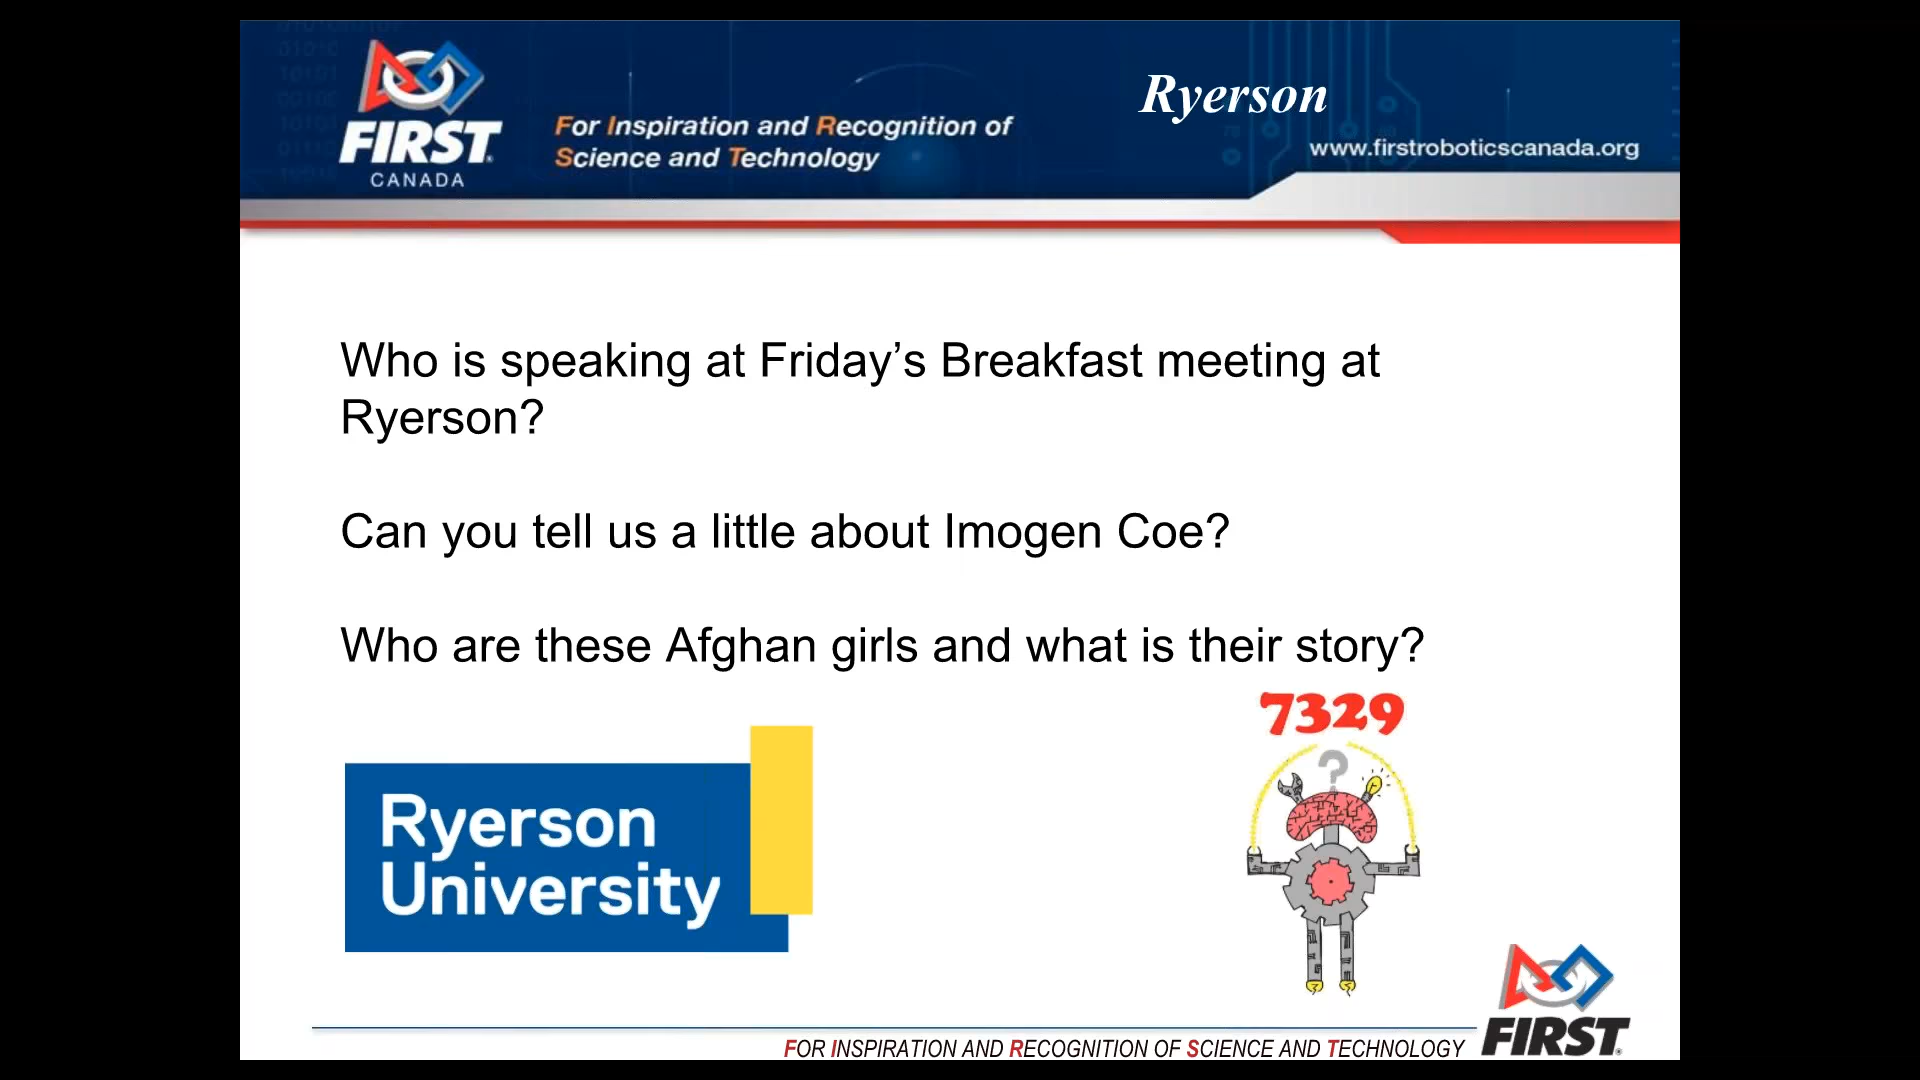 FIRST
CANADA
For Inspiration and Recognition of
Science and Technology
Ryerson
www.firstroboticscanada.org
Who is speaking at Friday’s Breakfast meeting at
Ryerson?
Can you tell us a little about Imogen Coe?
Who are these Afghan girls and what is their story?
7329
?
Ryerson
University
FIRST
FOR INSPIRATION AND RECOGNITION OF SCIENCE AND TECHNOLOGY